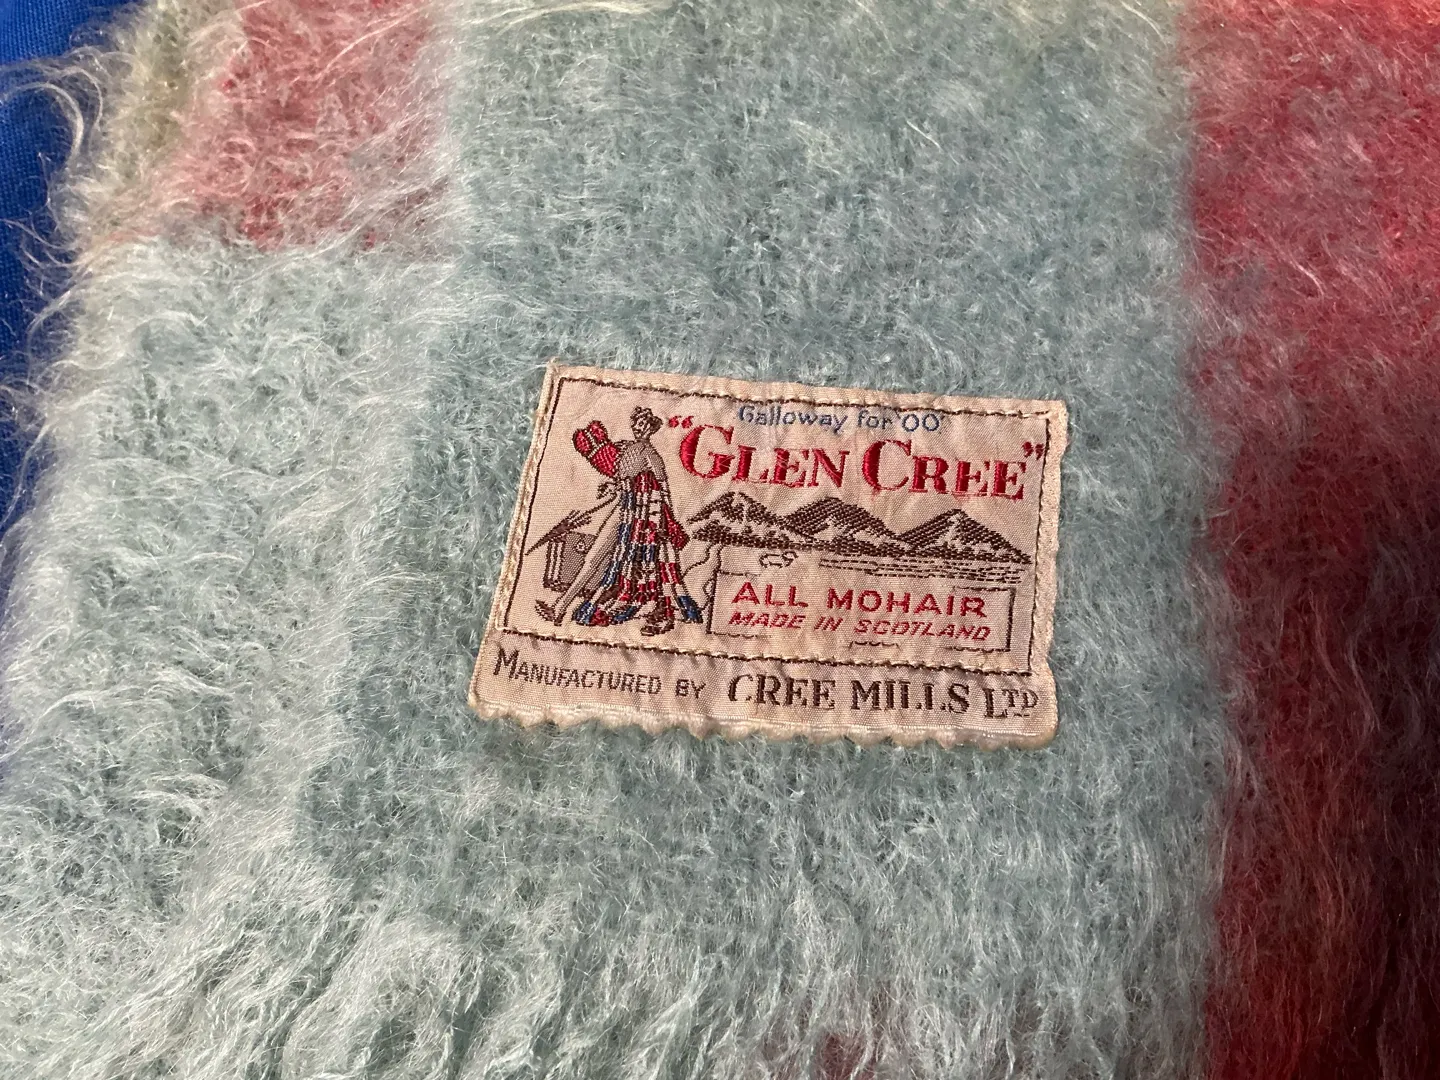 Galloway for 'OO'
"GLEN CREE"
ALL MOHAIR
MADE IN SCOTLAND
MANUFACTURED BY CREE MILLS LTD